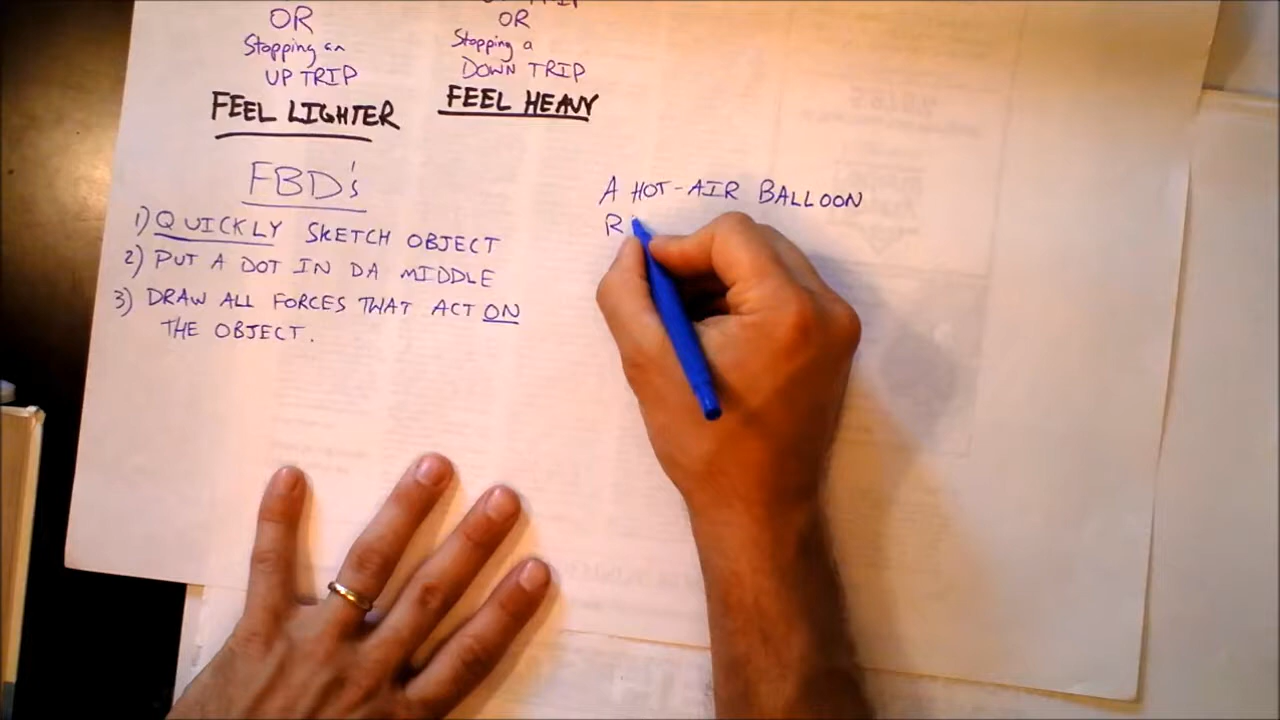 OR
Stopping an
UP TRIP
FEEL LIGHTER
OR
Stopping a
DOWN TRIP
FEEL HEAVY
FBD's
1) QUICKLY SKETCH OBJECT
2) PUT A DOT IN DA MIDDLE
3) DRAW ALL FORCES THAT ACT ON
THE OBJECT.
A HOT-AIR BALLOON
R